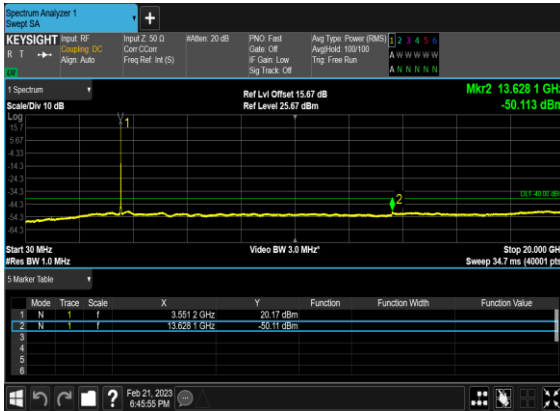 Spectrum Analyzer 1
Swept SA
KEYSIGHT
R T
Input: RF
Coupling: DC
Align: Auto
Input Z: 50 Ω
Corr CCorr
Freq Ref: Int (S)
#Atten: 20 dB
PNO: Fast
Gate: Off
IF Gain: Low
Sig Track: Off
Avg Type: Power (RMS)
Avg|Hold: 100/100
Trig: Free Run
1 2 3 4 5 6
A W W W W W
A N N N N N
1 Spectrum
Scale/Div 10 dB
Ref Lvl Offset 15.67 dB
Ref Level 25.67 dBm
Mkr2 13.628 1 GHz
-50.113 dBm
Log
15.7
5.67
-4.33
-14.3
-24.3
-34.3
-44.3
-54.3
-64.3
1
2
DL1 -40.00 dBm
Start 30 MHz
#Res BW 1.0 MHz
Video BW 3.0 MHz*
Stop 20.000 GHz
Sweep 34.7 ms (40001 pts)
5 Marker Table
Mode Trace Scale X Y Function Function Width Function Value
1 N 1 f 3.551 2 GHz 20.17 dBm
2 N 1 f 13.628 1 GHz -50.11 dBm
3
4
5
6
?
Feb 21, 2023
6:45:55 PM